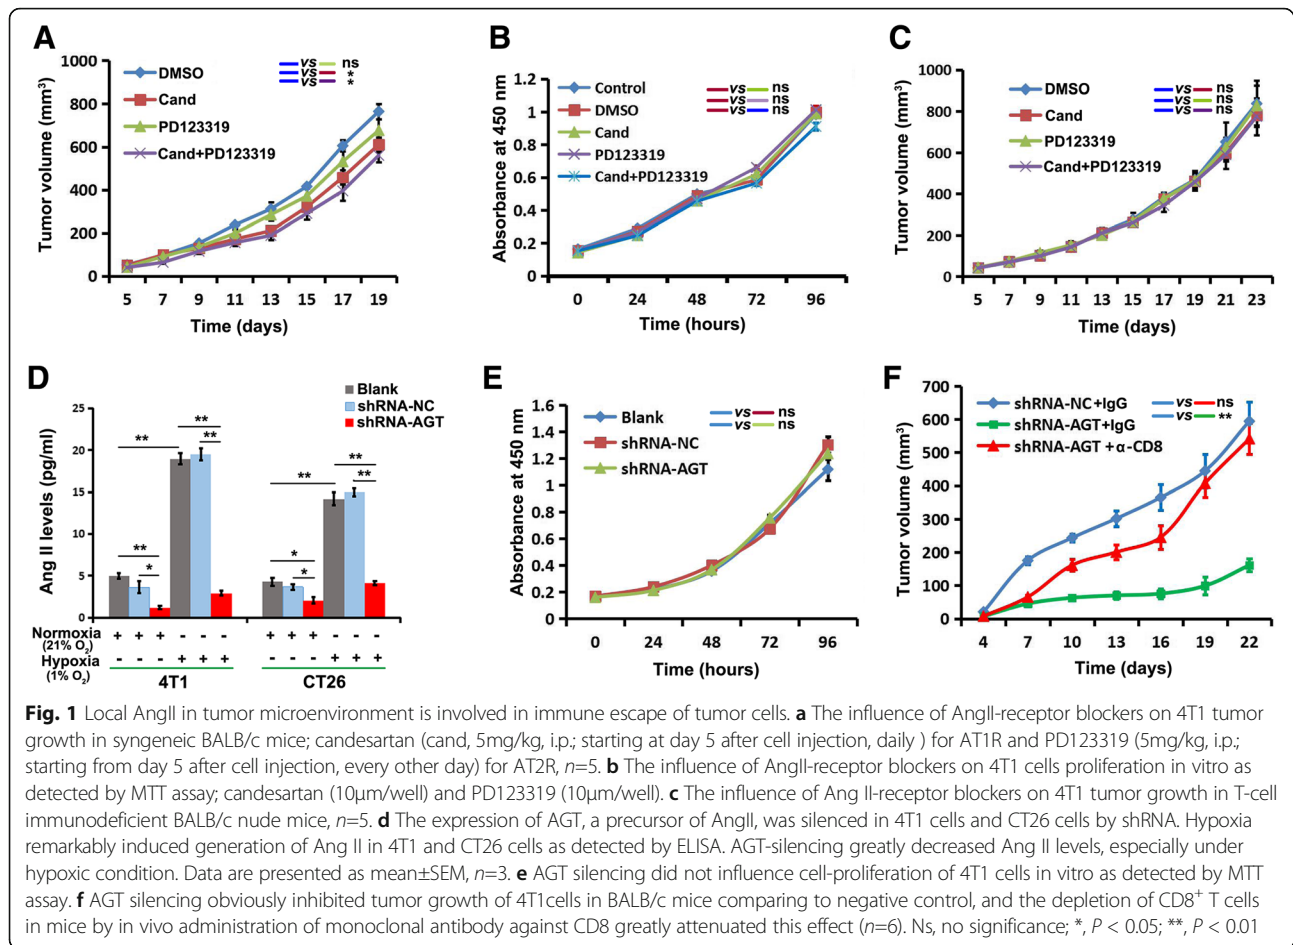 A
B
C
Tumor volume (mm³)
1000
800
600
400
200
0
DMSO
Cand
PD123319
Cand+PD123319
vs ns
vs *
vs *
5 7 9 11 13 15 17 19
Time (days)
Absorbance at 450 nm
1.2
1
0.8
0.6
0.4
0.2
0
Control
DMSO
Cand
PD123319
Cand+PD123319
vs ns
vs ns
vs ns
0 24 48 72 96
Time (hours)
Tumor volume (mm³)
1000
800
600
400
200
0
DMSO
Cand
PD123319
Cand+PD123319
vs ns
vs ns
vs ns
5 7 9 11 13 15 17 19 21 23
Time (days)
D
E
F
Ang II levels (pg/ml)
25
20
15
10
5
0
Blank
shRNA-NC
shRNA-AGT
** ** **
** *
** ** **
* *
Normoxia + + + - - - + + + - - -
(21% O₂)
Hypoxia - - - + + + - - - + + +
(1% O₂)
4T1 CT26
Absorbance at 450 nm
1.6
1.4
1.2
1
0.8
0.6
0.4
0.2
0
Blank
shRNA-NC
shRNA-AGT
vs ns
vs ns
0 24 48 72 96
Time (hours)
Tumor volume (mm³)
700
600
500
400
300
200
100
0
shRNA-NC+IgG
shRNA-AGT+IgG
shRNA-AGT +α-CD8
vs ns
vs **
4 7 10 13 16 19 22
Time (days)
Fig. 1 Local AngII in tumor microenvironment is involved in immune escape of tumor cells. a The influence of AngII-receptor blockers on 4T1 tumor
growth in syngeneic BALB/c mice; candesartan (cand, 5mg/kg, i.p.; starting at day 5 after cell injection, daily ) for AT1R and PD123319 (5mg/kg, i.p.;
starting from day 5 after cell injection, every other day) for AT2R, n=5. b The influence of AngII-receptor blockers on 4T1 cells proliferation in vitro as
detected by MTT assay; candesartan (10μm/well) and PD123319 (10μm/well). c The influence of Ang II-receptor blockers on 4T1 tumor growth in T-cell
immunodeficient BALB/c nude mice, n=5. d The expression of AGT, a precursor of AngII, was silenced in 4T1 cells and CT26 cells by shRNA. Hypoxia
remarkably induced generation of Ang II in 4T1 and CT26 cells as detected by ELISA. AGT-silencing greatly decreased Ang II levels, especially under
hypoxic condition. Data are presented as mean±SEM, n=3. e AGT silencing did not influence cell-proliferation of 4T1 cells in vitro as detected by MTT
assay. f AGT silencing obviously inhibited tumor growth of 4T1cells in BALB/c mice comparing to negative control, and the depletion of CD8⁺ T cells
in mice by in vivo administration of monoclonal antibody against CD8 greatly attenuated this effect (n=6). Ns, no significance; *, P < 0.05; **, P < 0.01